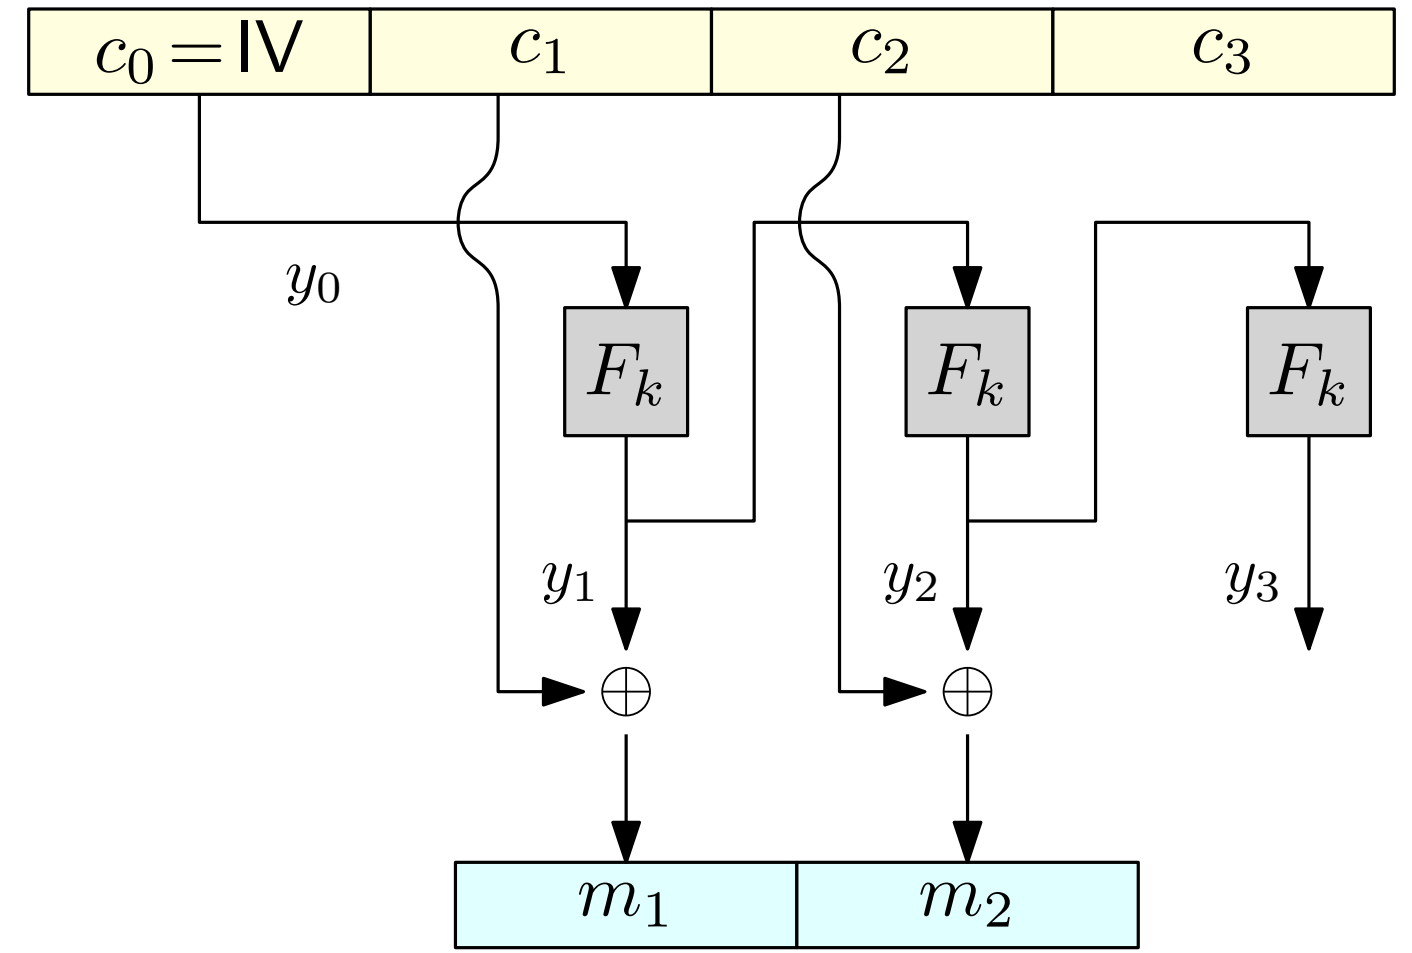 c₀ = IV c₁ c₂ c₃
y₀
Fₖ Fₖ Fₖ
y₁ y₂ y₃
m₁ m₂